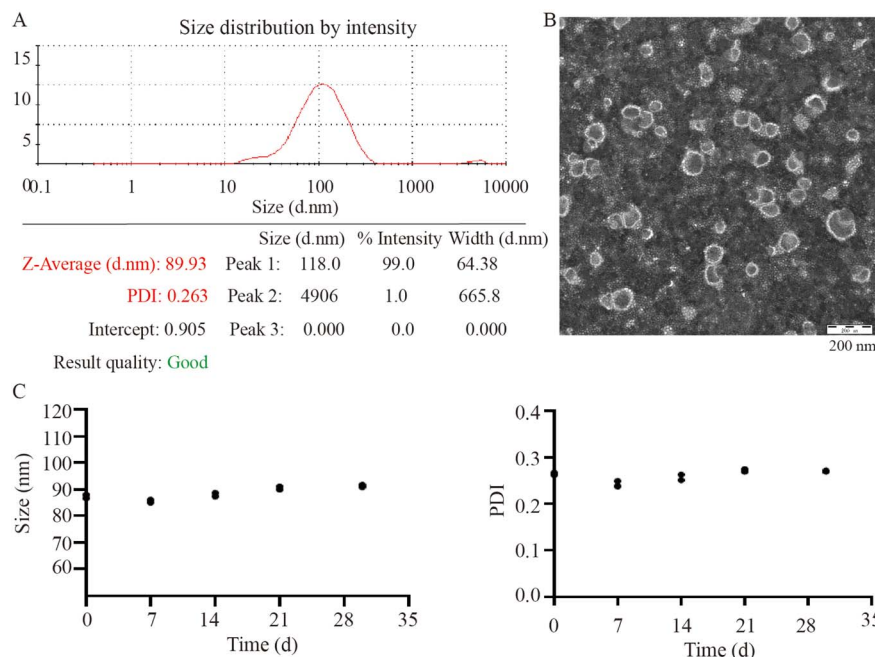 A
Size distribution by intensity
15
10
5
0
0.1 1 10 100 1000 10000
Size (d.nm)
Size (d.nm) % Intensity Width (d.nm)
Z-Average (d.nm): 89.93 Peak 1: 118.0 99.0 64.38
PDI: 0.263 Peak 2: 4906 1.0 665.8
Intercept: 0.905 Peak 3: 0.000 0.0 0.000
Result quality: Good
B
200 nm
200 nm
C
Size (nm)
120
110
100
90
80
70
60
0 7 14 21 28 35
Time (d)
PDI
0.4
0.3
0.2
0.1
0.0
0 7 14 21 28 35
Time (d)